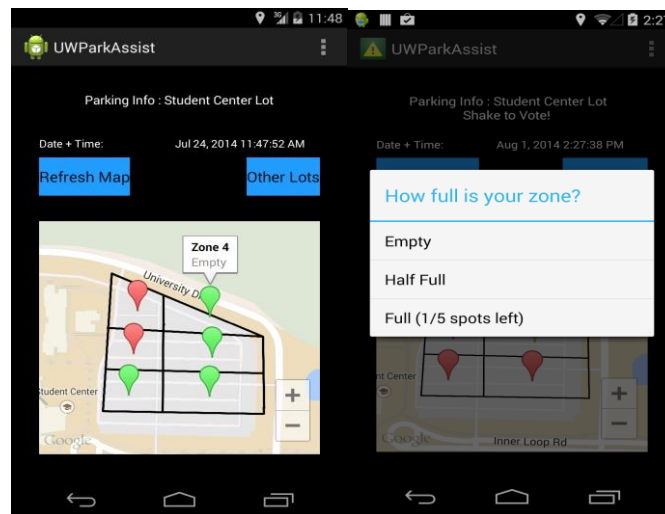 11:48
UWParkAssist
Parking Info : Student Center Lot
Date + Time:
Jul 24, 2014 11:47:52 AM
Refresh Map
Other Lots
Zone 4
Empty
University D
Student Center
+
−
Google
2:27
UWParkAssist
Parking Info : Student Center Lot
Shake to Vote!
Date + Time:
Aug 1, 2014 2:27:38 PM
How full is your zone?
Empty
Half Full
Full (1/5 spots left)
nt Center
+
−
Google
Inner Loop Rd